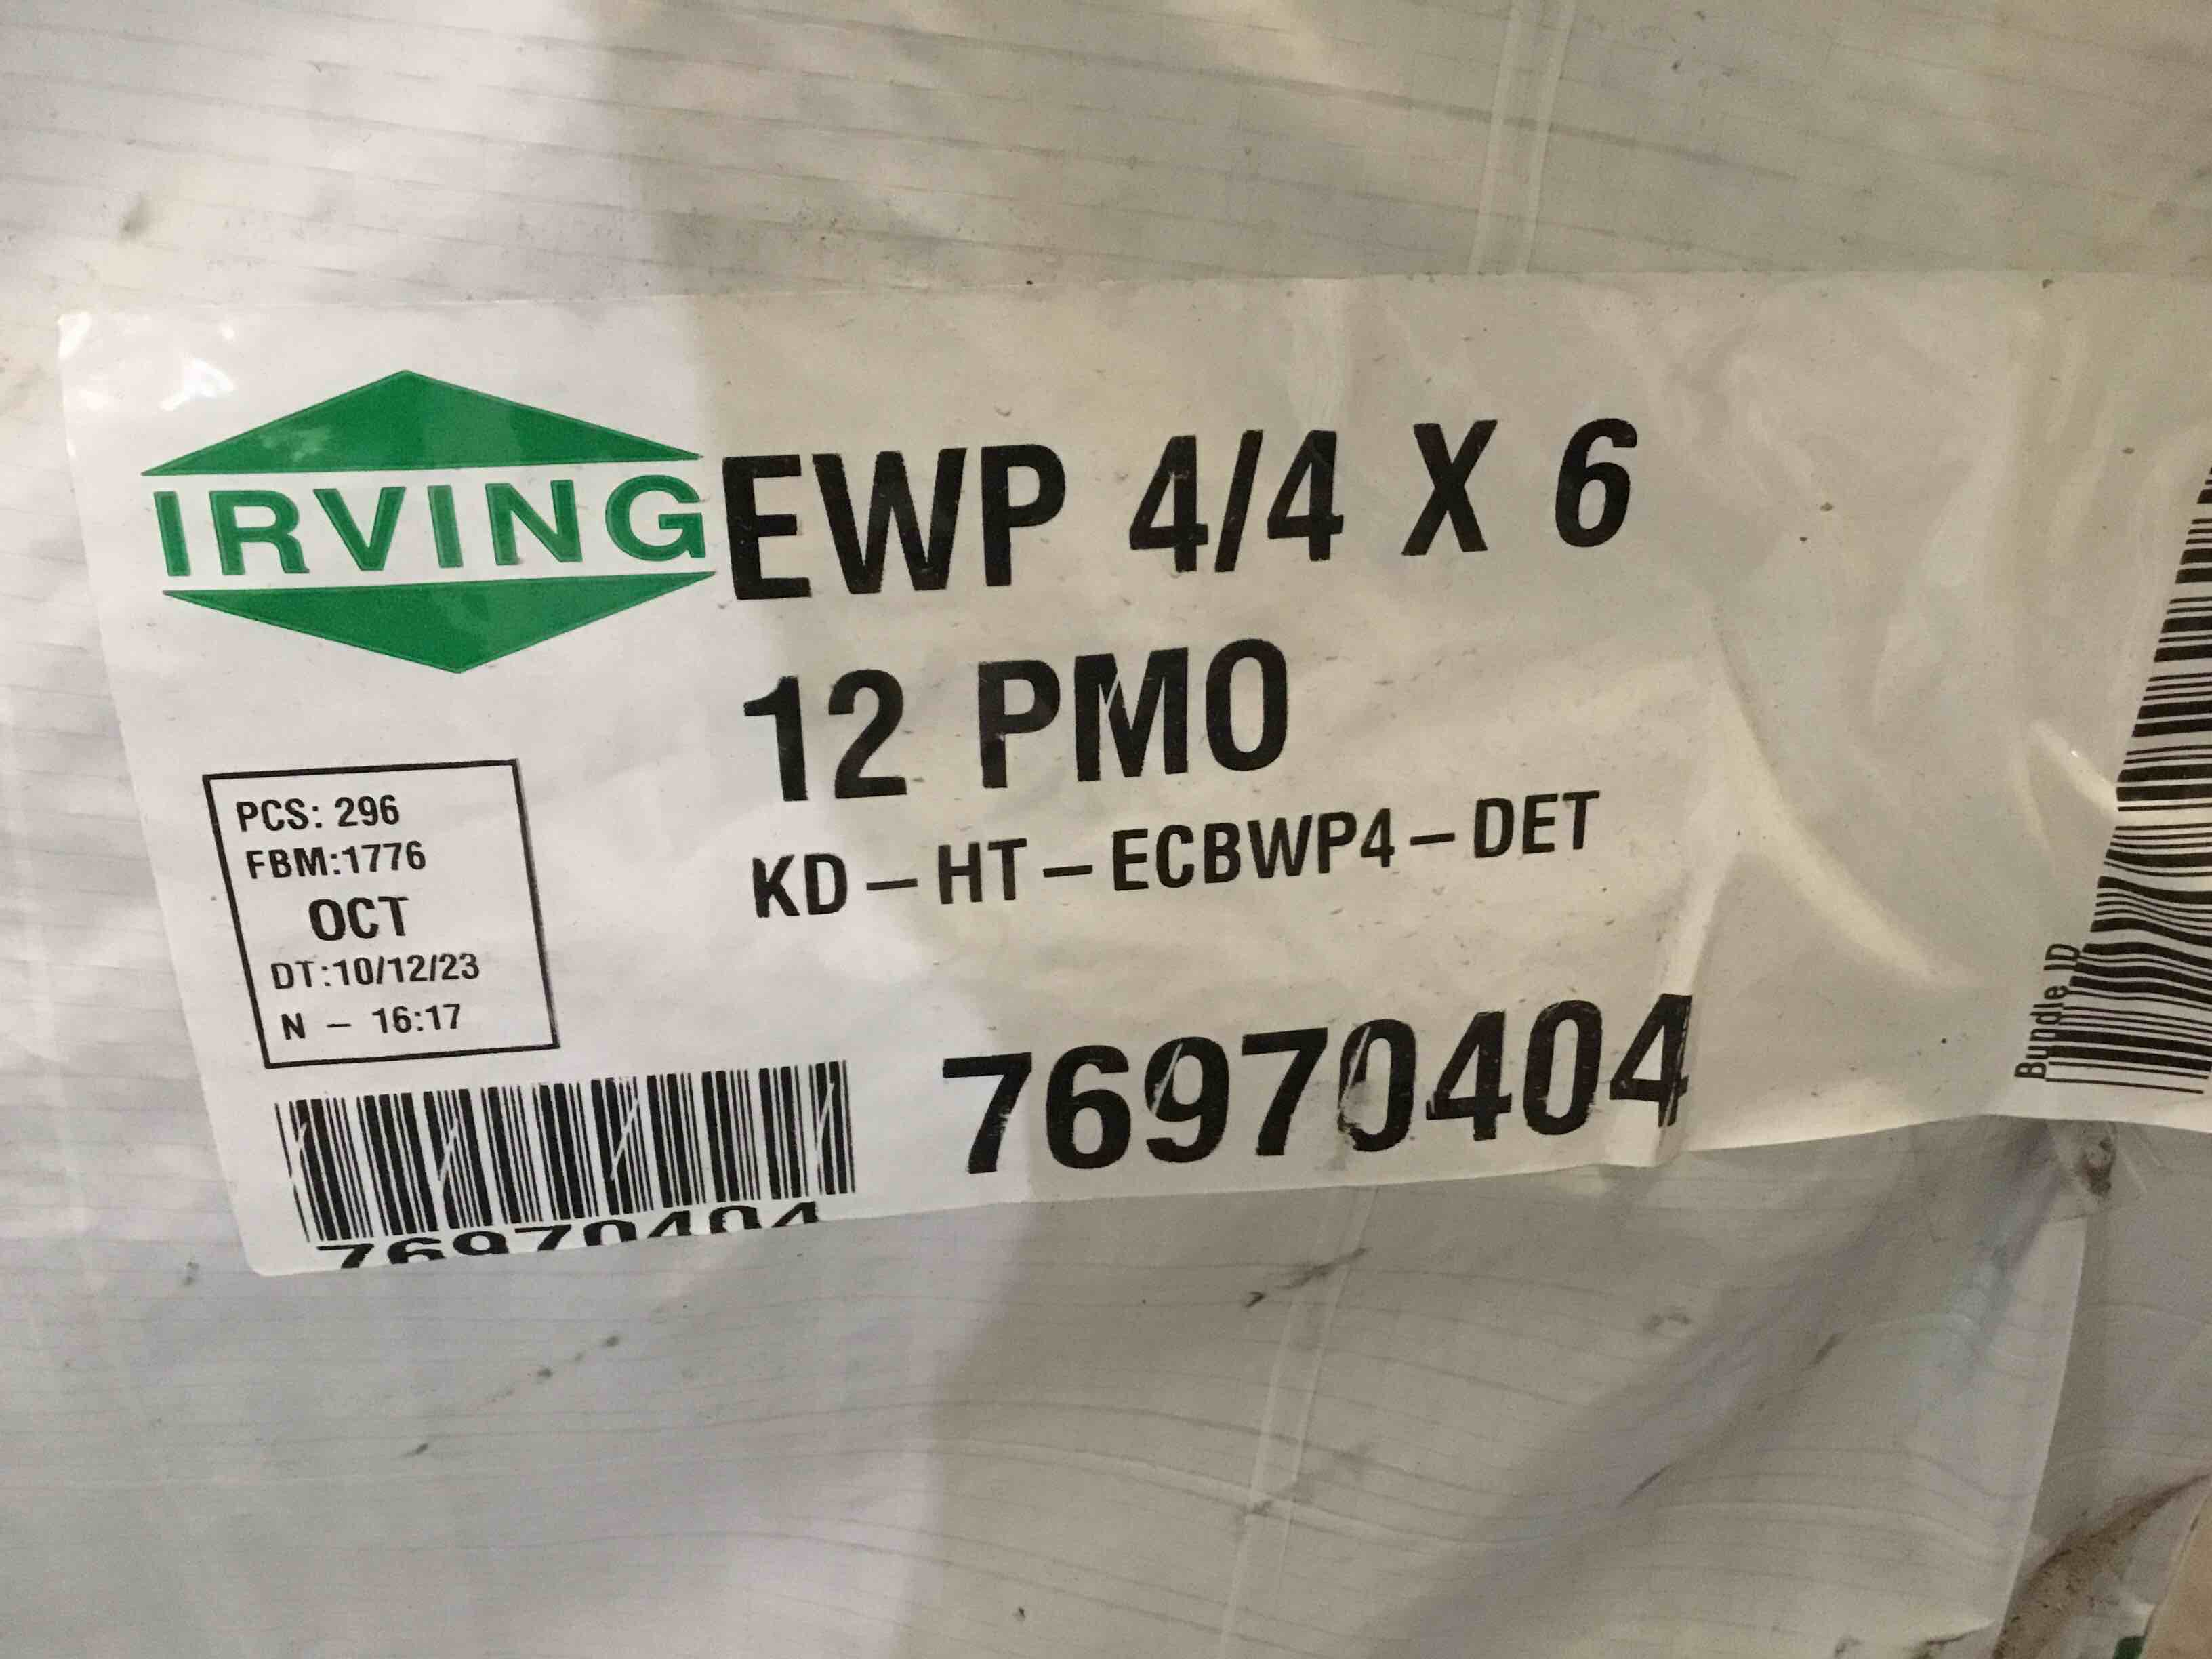 IRVING
EWP 4/4 X 6
12 PMO
KD – HT – ECBWP4 – DET
PCS: 296
FBM:1776
OCT
DT:10/12/23
N – 16:17
76970404
76970404
Bundle ID